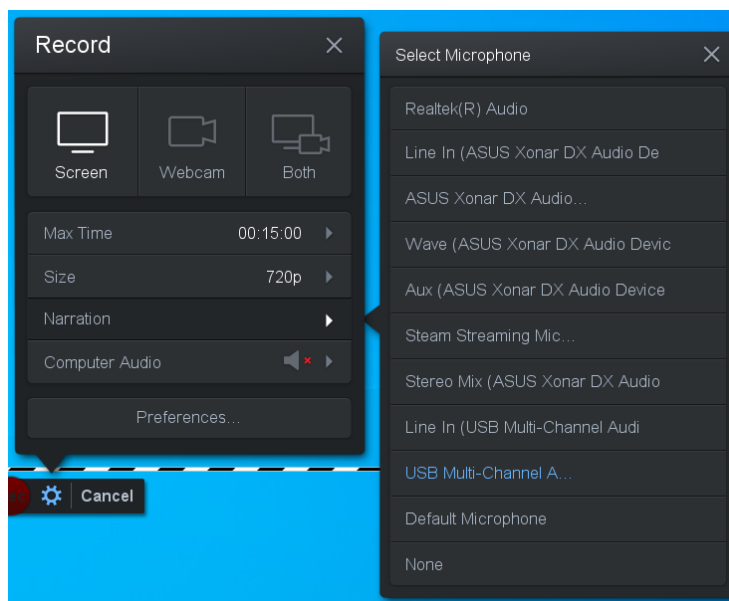 Record
Screen
Webcam
Both
Max Time 00:15:00
Size 720p
Narration
Computer Audio
Preferences...
Cancel
Select Microphone
Realtek(R) Audio
Line In (ASUS Xonar DX Audio De
ASUS Xonar DX Audio...
Wave (ASUS Xonar DX Audio Devic
Aux (ASUS Xonar DX Audio Device
Steam Streaming Mic...
Stereo Mix (ASUS Xonar DX Audio
Line In (USB Multi-Channel Audi
USB Multi-Channel A...
Default Microphone
None